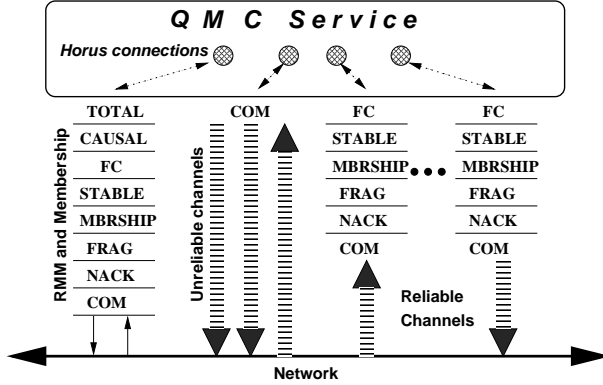 Q M C Service
Horus connections
TOTAL
CAUSAL
FC
STABLE
MBRSHIP
FRAG
NACK
COM
RMM and Membership
COM
Unreliable channels
FC
STABLE
MBRSHIP
FRAG
NACK
COM
FC
STABLE
MBRSHIP
FRAG
NACK
COM
Reliable
Channels
Network